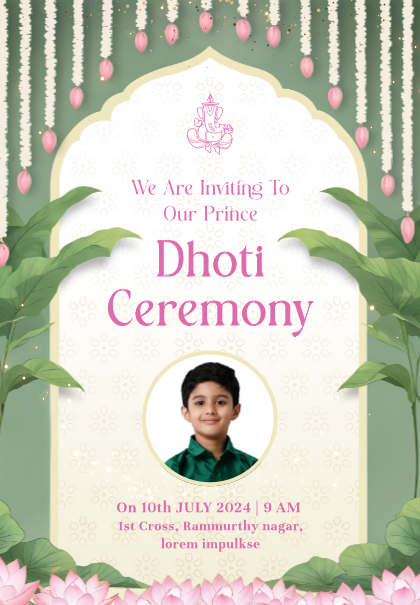 We Are Inviting To
Our Prince
Dhoti
Ceremony
On 10th JULY 2024 | 9 AM
1st Cross, Rammurthy nagar,
lorem impulkse